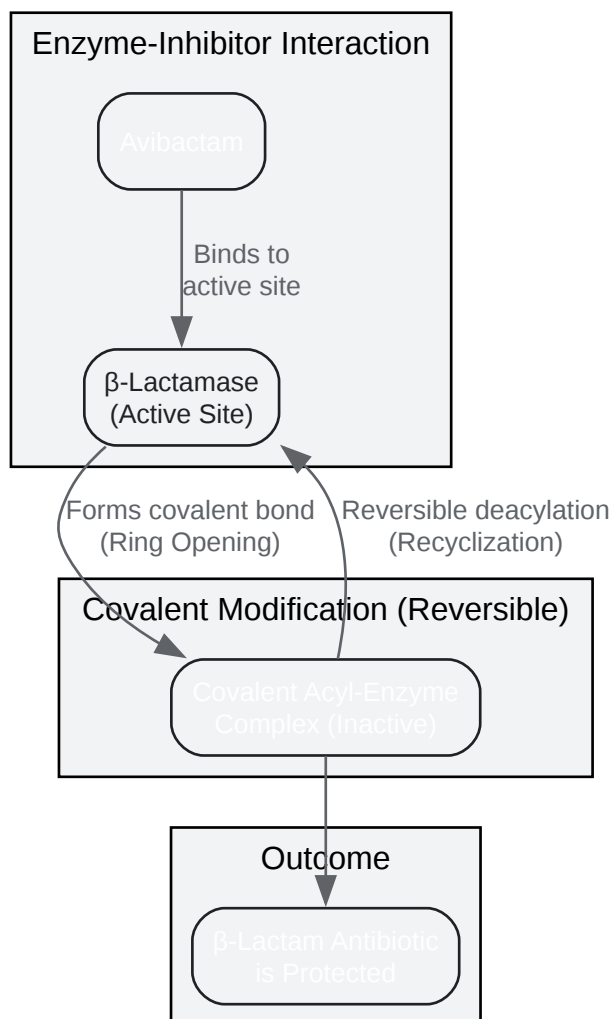 Enzyme-Inhibitor Interaction
Avibactam
Binds to
active site
β-Lactamase
(Active Site)
Forms covalent bond
(Ring Opening)
Reversible deacylation
(Recyclization)
Covalent Modification (Reversible)
Covalent Acyl-Enzyme
Complex (Inactive)
Outcome
β-Lactam Antibiotic
is Protected